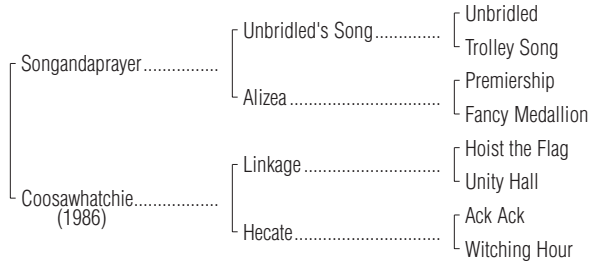 Unbridled
Unbridled's Song..............
Trolley Song
Songandaprayer................
Premiership
Alizea................................
Fancy Medallion
Hoist the Flag
Linkage.............................
Unity Hall
Coosawhatchie.................
(1986)
Ack Ack
Hecate...............................
Witching Hour